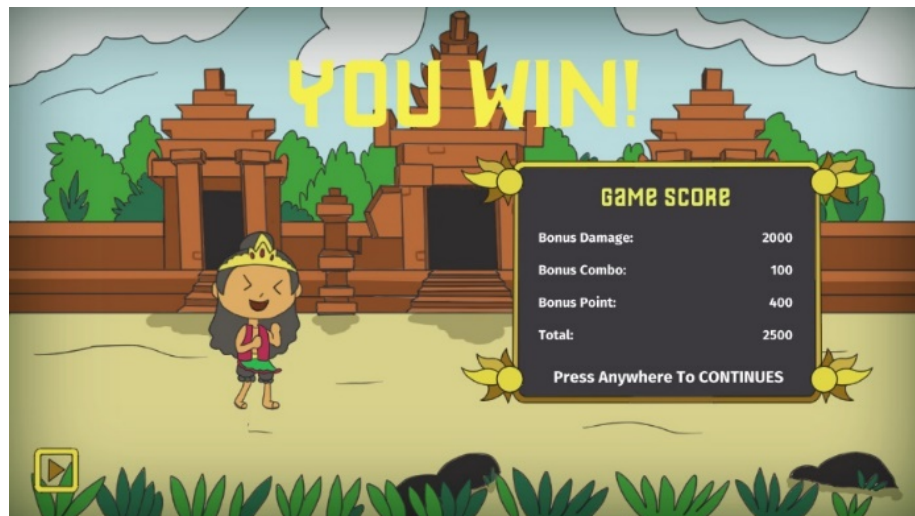 YOU WIN!
GAME SCORE
Bonus Damage: 2000
Bonus Combo: 100
Bonus Point: 400
Total: 2500
Press Anywhere To CONTINUES